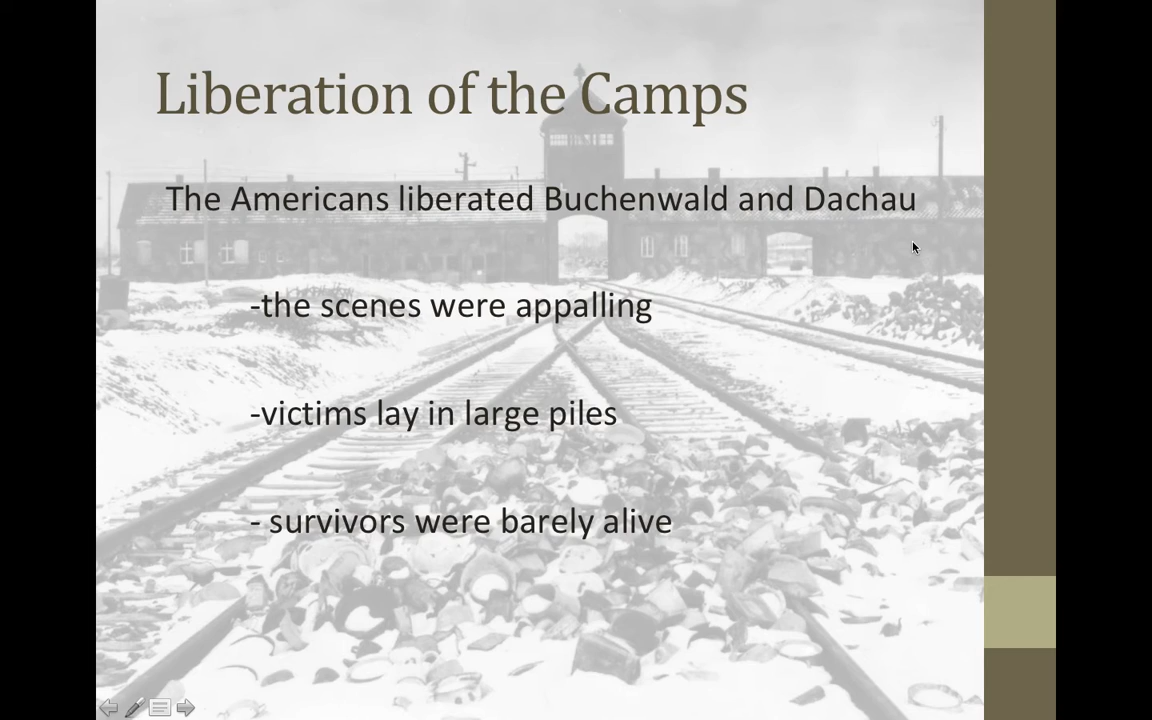 Liberation of the Camps
The Americans liberated Buchenwald and Dachau
-the scenes were appalling
-victims lay in large piles
- survivors were barely alive